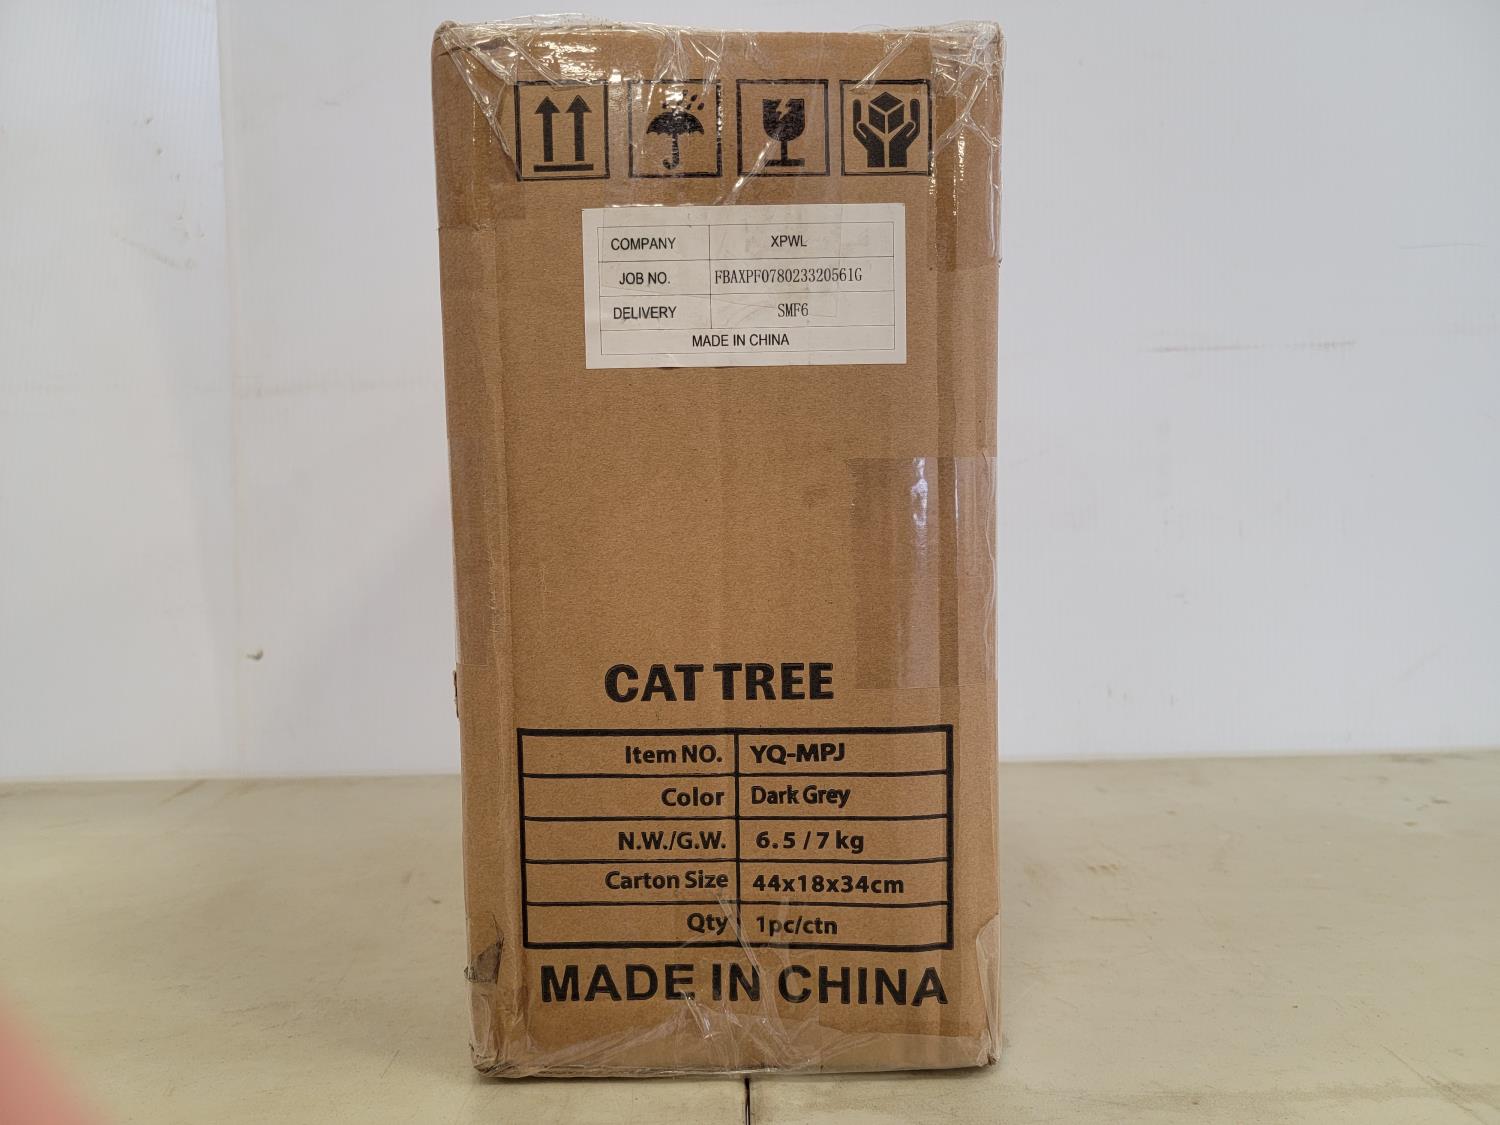 COMPANY XPWL
JOB NO. FBAXPF078023320561G
DELIVERY SMF6
MADE IN CHINA
CAT TREE
Item NO. YQ-MPJ
Color Dark Grey
N.W./G.W. 6.5 / 7 kg
Carton Size 44x18x34cm
Qty 1pc/ctn
MADE IN CHINA